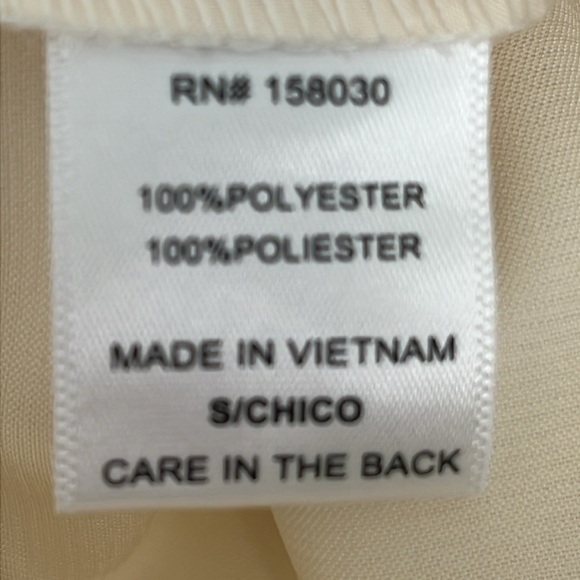 RN# 158030
100%POLYESTER
100%POLIESTER
MADE IN VIETNAM
S/CHICO
CARE IN THE BACK